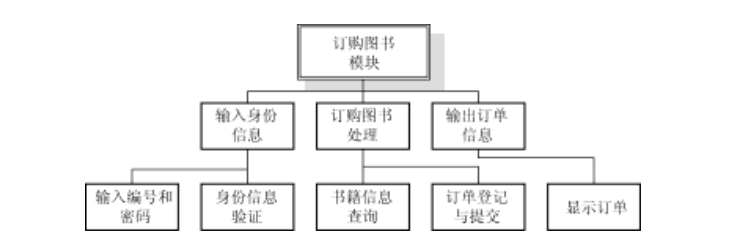 订购图书
模块
输入身份
信息
订购图书
处理
输出订单
信息
输入编号和
密码
身份信息
验证
书籍信息
查询
订单登记
与提交
显示订单